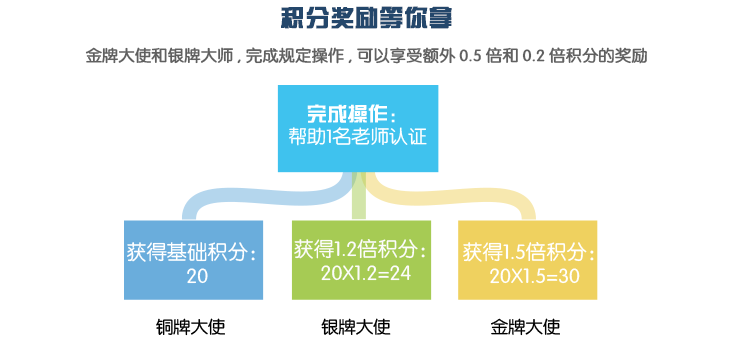 积分奖励等你拿
金牌大使和银牌大师，完成规定操作，可以享受额外 0.5 倍和 0.2 倍积分的奖励
完成操作：
帮助1名老师认证
获得基础积分：
20
获得1.2倍积分：
20X1.2=24
获得1.5倍积分：
20X1.5=30
铜牌大使
银牌大使
金牌大使